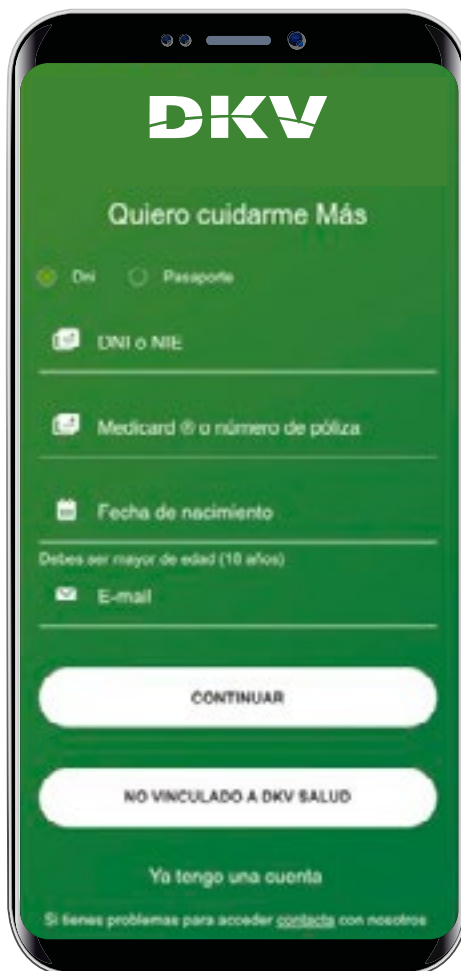 DKV
Quiero cuidarme Más
Dni Pasaporte
DNI o NIE
Medicard ® o número de póliza
Fecha de nacimiento
Debes ser mayor de edad (18 años)
E-mail
CONTINUAR
NO VINCULADO A DKV SALUD
Ya tengo una cuenta
Si tienes problemas para acceder contacta con nosotros